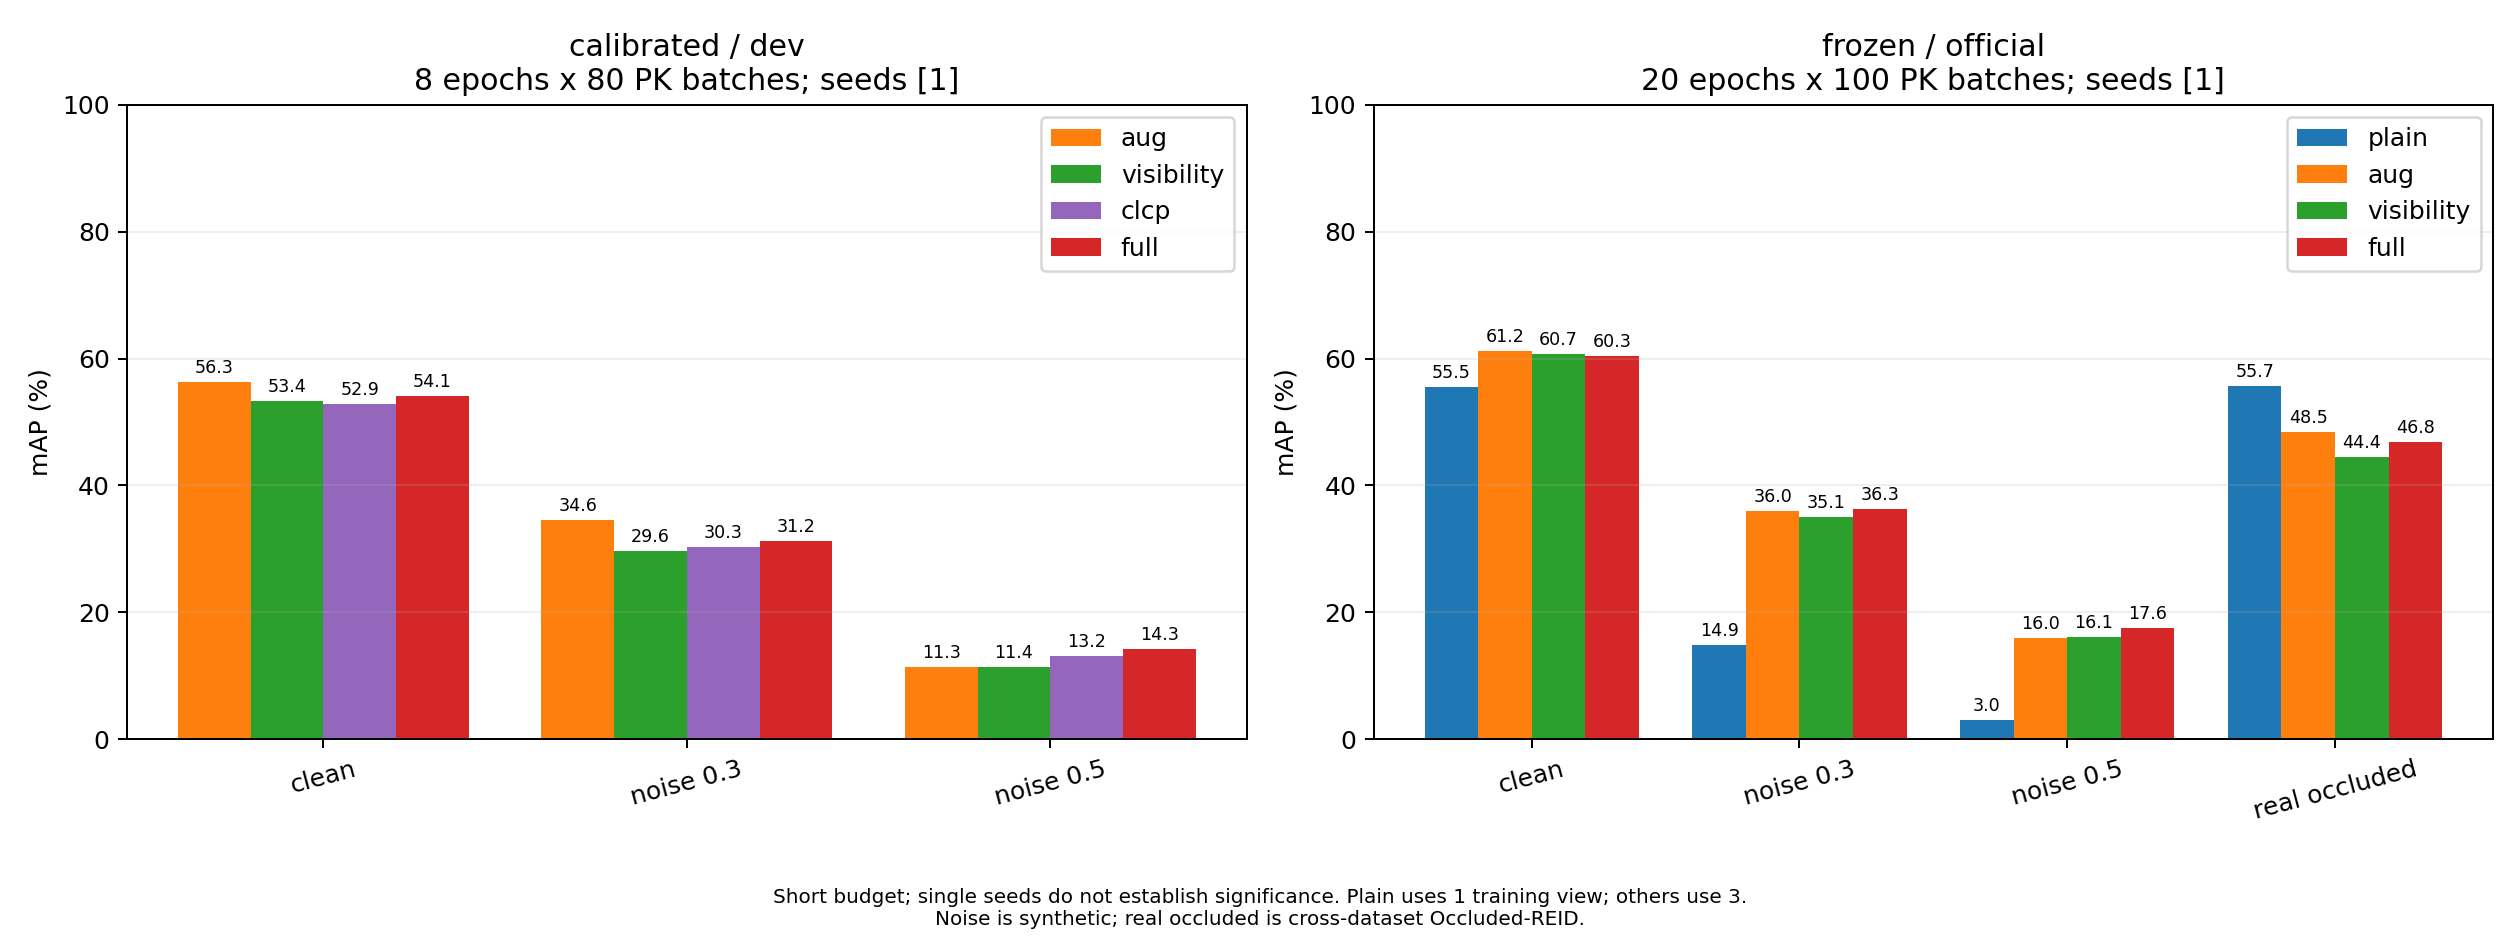 calibrated / dev
8 epochs x 80 PK batches; seeds [1]
mAP (%)
100
80
60
40
20
0
aug
visibility
clcp
full
56.3
53.4
52.9
54.1
34.6
29.6
30.3
31.2
11.3
11.4
13.2
14.3
clean
noise 0.3
noise 0.5
frozen / official
20 epochs x 100 PK batches; seeds [1]
mAP (%)
100
80
60
40
20
0
plain
aug
visibility
full
55.5
61.2
60.7
60.3
14.9
36.0
35.1
36.3
3.0
16.0
16.1
17.6
55.7
48.5
44.4
46.8
clean
noise 0.3
noise 0.5
real occluded
Short budget; single seeds do not establish significance. Plain uses 1 training view; others use 3.
Noise is synthetic; real occluded is cross-dataset Occluded-REID.